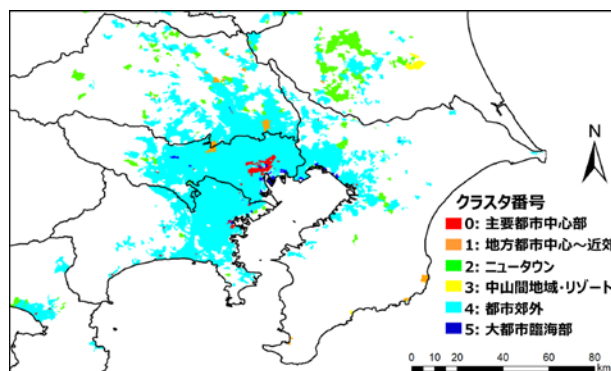 N
クラスタ番号
0: 主要都市中心部
1: 地方都市中心～近郊
2: ニュータウン
3: 中山間地域・リゾート
4: 都市郊外
5: 大都市臨海部
0 10 20 40 60 80
km